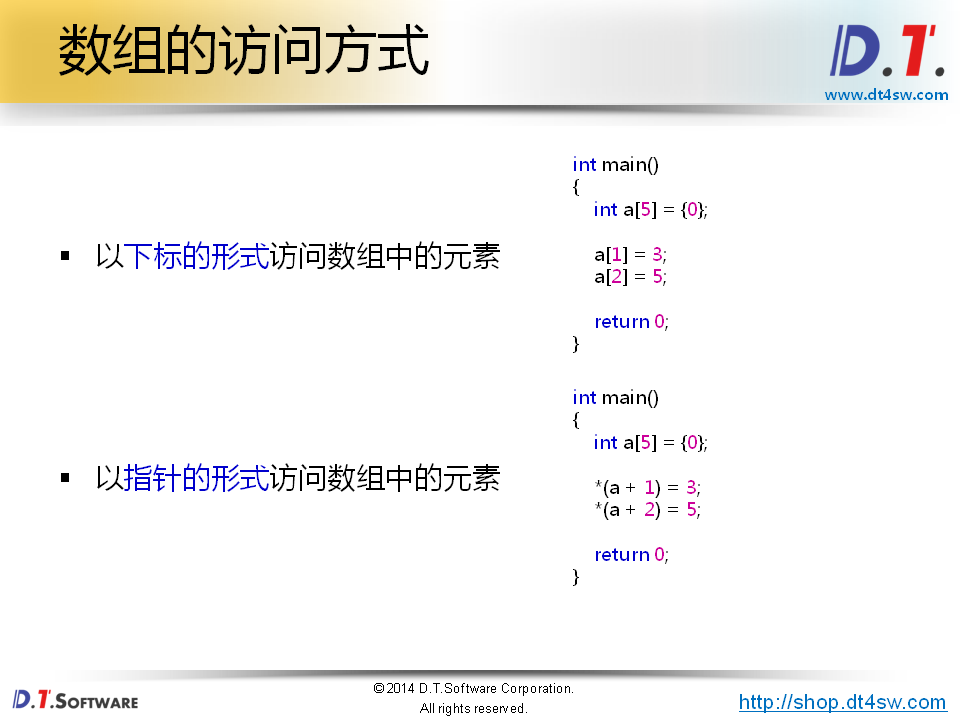 数组的访问方式
D.T.
www.dt4sw.com
▪ 以下标的形式访问数组中的元素
int main()
{
int a[5] = {0};
a[1] = 3;
a[2] = 5;
return 0;
}
▪ 以指针的形式访问数组中的元素
int main()
{
int a[5] = {0};
*(a + 1) = 3;
*(a + 2) = 5;
return 0;
}
D.T.SOFTWARE
©2014 D.T.Software Corporation.
All rights reserved.
http://shop.dt4sw.com